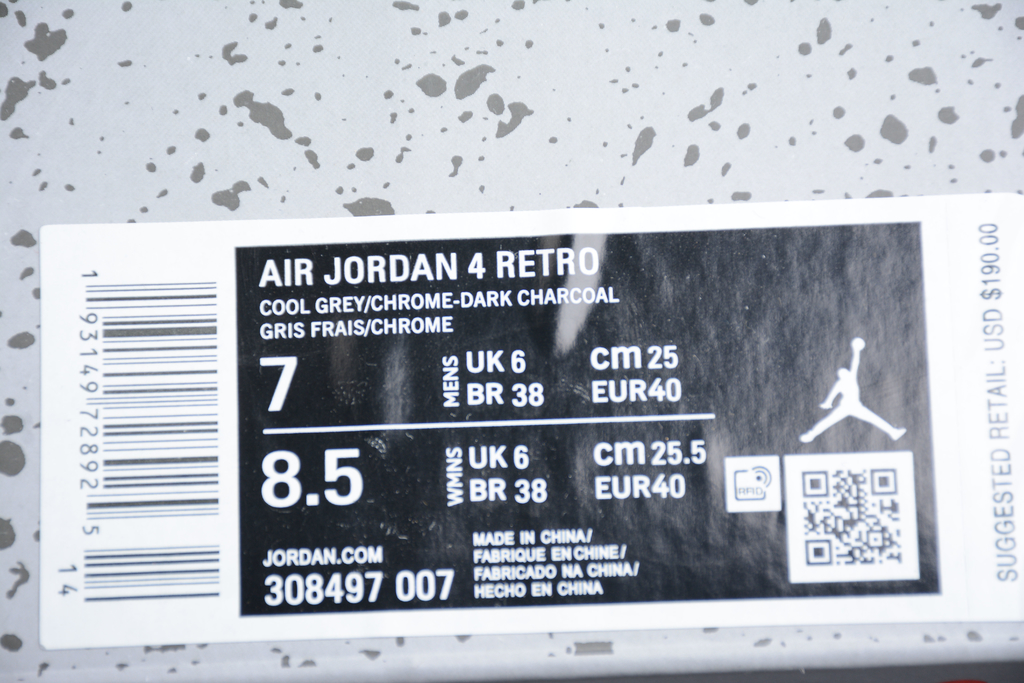 AIR JORDAN 4 RETRO
COOL GREY/CHROME-DARK CHARCOAL
GRIS FRAIS/CHROME
7
MENS
UK 6
BR 38
cm 25
EUR40
8.5
WMNS
UK 6
BR 38
cm 25.5
EUR40
RFID
JORDAN.COM
308497 007
MADE IN CHINA/
FABRIQUE EN CHINE/
FABRICADO NA CHINA/
HECHO EN CHINA
1 93149 72892 5
14
SUGGESTED RETAIL: USD $190.00